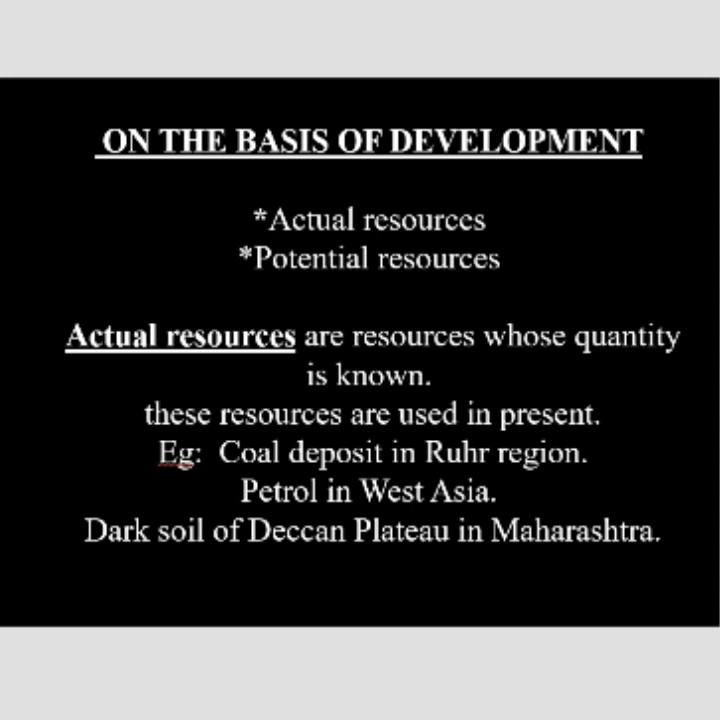 ON THE BASIS OF DEVELOPMENT
*Actual resources
*Potential resources
Actual resources are resources whose quantity
is known.
these resources are used in present.
Eg: Coal deposit in Ruhr region.
Petrol in West Asia.
Dark soil of Deccan Plateau in Maharashtra.